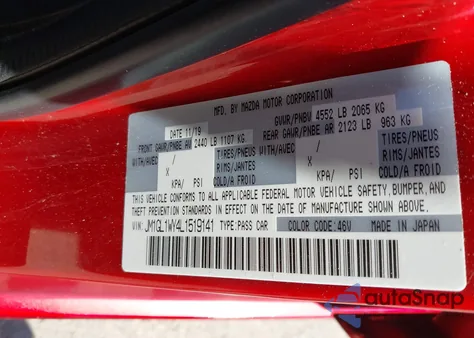 MFD. BY MAZDA MOTOR CORPORATION
DATE 11/19 GVWR/PNBV 4552 LB 2065 KG
FRONT GAWR/PNBE AV 2440 LB 1107 KG REAR GAWR/PNBE AR 2123 LB 963 KG
WITH/AVEC / TIRES/PNEUS WITH/AVEC / TIRES/PNEUS
X RIMS/JANTES X RIMS/JANTES
KPA/ PSI COLD/A FROID KPA/ PSI COLD/A FROID
THIS VEHICLE CONFORMS TO ALL APPLICABLE FEDERAL MOTOR VEHICLE SAFETY, BUMPER, AND
THEFT PREVENTION STANDARDS IN EFFECT ON THE DATE OF MANUFACTURE SHOWN ABOVE.
VIN: JM1GL1WY4L1519141 TYPE:PASS CAR COLOR CODE:46V MADE IN JAPAN
autoSnap